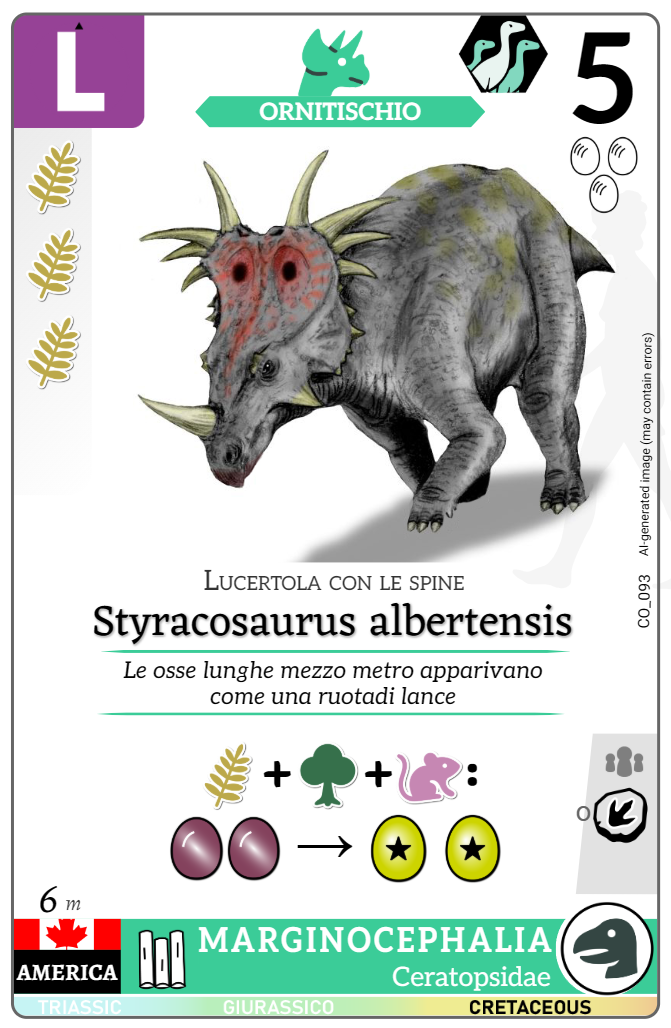 L
ORNITISCHIO
5
AI-generated image (may contain errors)
CO_093
Lucertola con le spine
Styracosaurus albertensis
Le osse lunghe mezzo metro apparivano
come una ruotadi lance
+ + :
O
6 m
AMERICA
MARGINOCEPHALIA
Ceratopsidae
TRIASSIC GIURASSICO CRETACEOUS